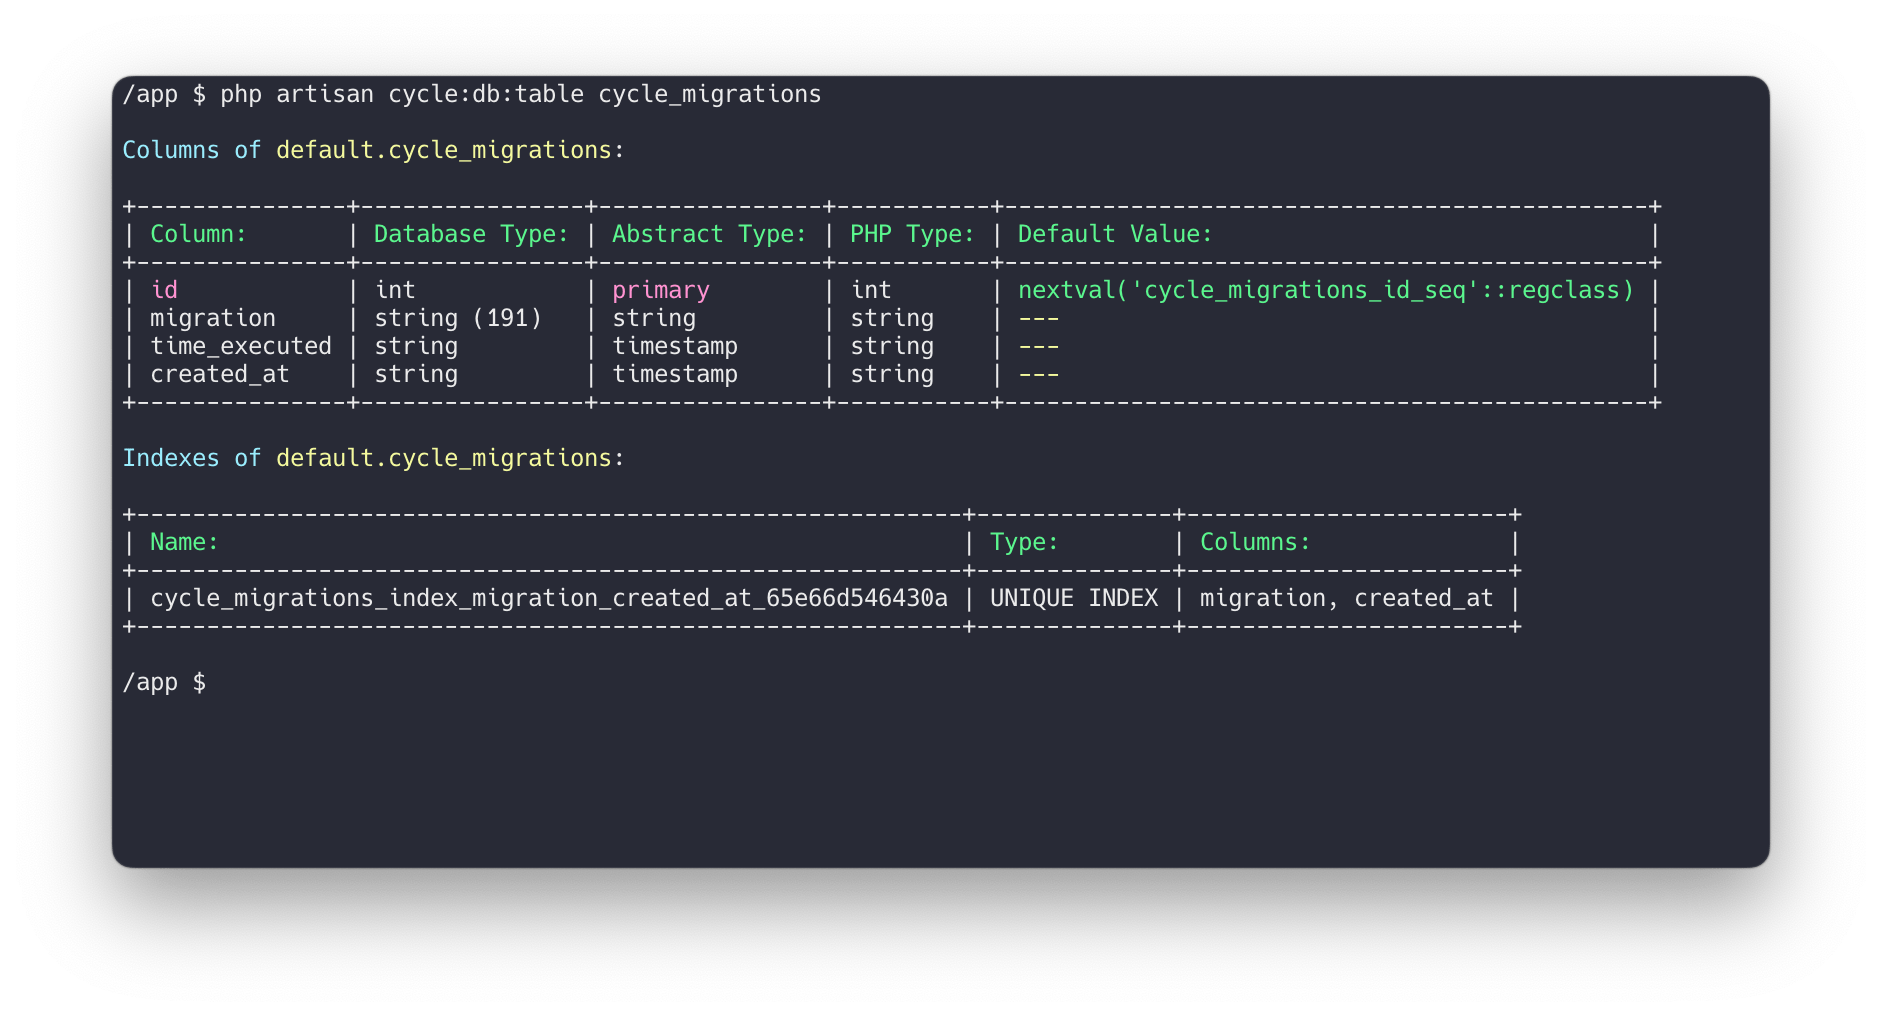 /app $ php artisan cycle:db:table cycle_migrations
Columns of default.cycle_migrations:
+---------------+----------------+----------------+-----------+----------------------------------------------+
| Column:       | Database Type: | Abstract Type: | PHP Type: | Default Value:                               |
+---------------+----------------+----------------+-----------+----------------------------------------------+
| id            | int            | primary        | int       | nextval('cycle_migrations_id_seq'::regclass) |
| migration     | string (191)   | string         | string    | ---                                          |
| time_executed | string         | timestamp      | string    | ---                                          |
| created_at    | string         | timestamp      | string    | ---                                          |
+---------------+----------------+----------------+-----------+----------------------------------------------+
Indexes of default.cycle_migrations:
+-----------------------------------------------------------+--------------+-----------------------+
| Name:                                                     | Type:        | Columns:              |
+-----------------------------------------------------------+--------------+-----------------------+
| cycle_migrations_index_migration_created_at_65e66d546430a | UNIQUE INDEX | migration, created_at |
+-----------------------------------------------------------+--------------+-----------------------+
/app $